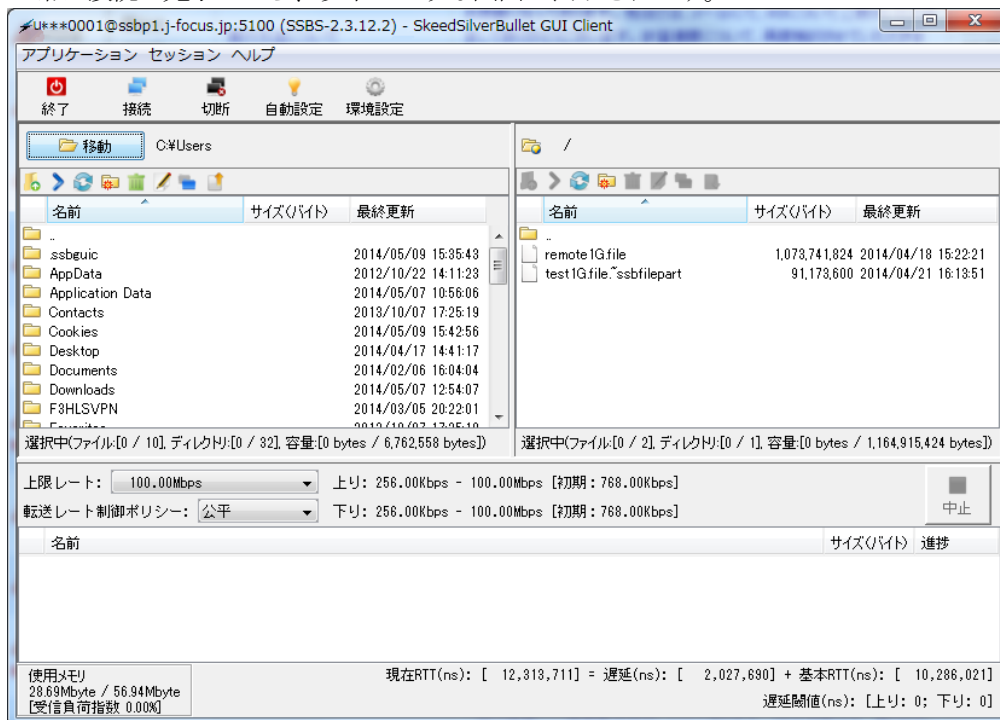 u***0001@ssbp1.j-focus.jp:5100 (SSBS-2.3.12.2) - SkeedSilverBullet GUI Client
アプリケーション セッション ヘルプ
終了 接続 切断 自動設定 環境設定
移動 C:¥Users
/
名前 サイズ(バイト) 最終更新
..
.ssbguic 2014/05/09 15:35:43
AppData 2012/10/22 14:11:23
Application Data 2014/05/07 10:56:06
Contacts 2013/10/07 17:25:19
Cookies 2014/05/09 15:42:56
Desktop 2014/04/17 14:41:17
Documents 2014/02/06 16:04:04
Downloads 2014/05/07 12:54:07
F3HLSVPN 2014/03/05 20:22:01
選択中(ファイル:[0 / 10], ディレクトリ:[0 / 32], 容量:[0 bytes / 6,762,558 bytes])
名前 サイズ(バイト) 最終更新
..
remote1G.file 1,073,741,824 2014/04/18 15:22:21
test1G.file.~ssbfilepart 91,173,600 2014/04/21 16:13:51
選択中(ファイル:[0 / 2], ディレクトリ:[0 / 1], 容量:[0 bytes / 1,164,915,424 bytes])
上限レート: 100.00Mbps 上り: 256.00Kbps - 100.00Mbps [初期:768.00Kbps]
転送レート制御ポリシー: 公平 下り: 256.00Kbps - 100.00Mbps [初期:768.00Kbps]
中止
名前 サイズ(バイト) 進捗
使用メモリ
28.69Mbyte / 56.94Mbyte
[受信負荷指数 0.00%]
現在RTT(ns): [ 12,313,711] = 遅延(ns): [ 2,027,690] + 基本RTT(ns): [ 10,286,021]
遅延閾値(ns): [上り: 0; 下り: 0]